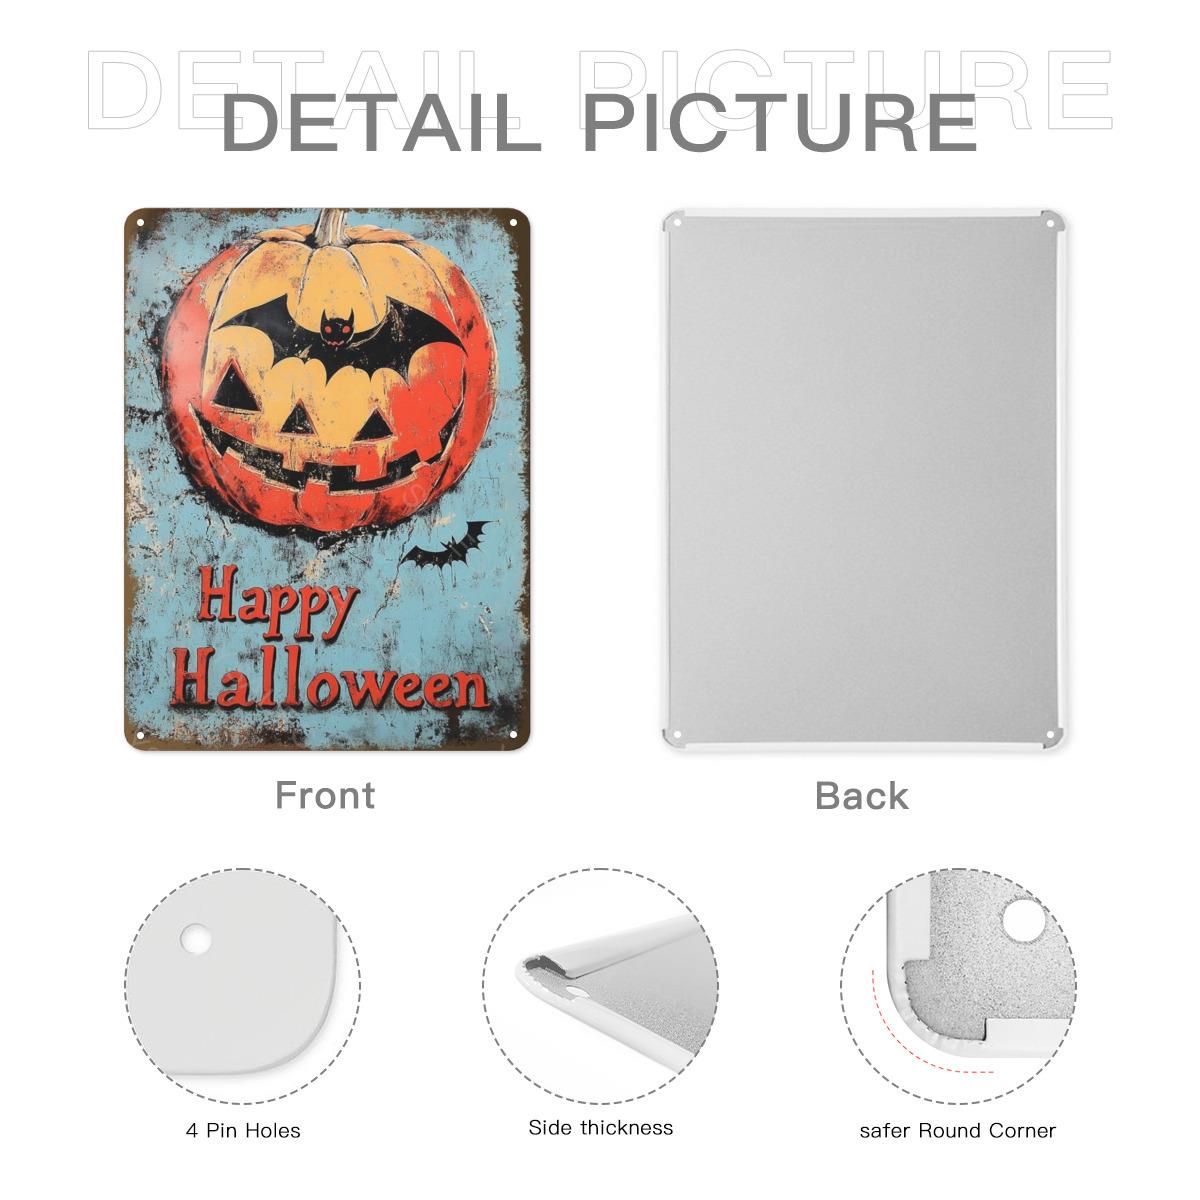 DETAIL PICTURE
DETAIL PICTURE
Happy
Halloween
Front
Back
4 Pin Holes
Side thickness
safer Round Corner